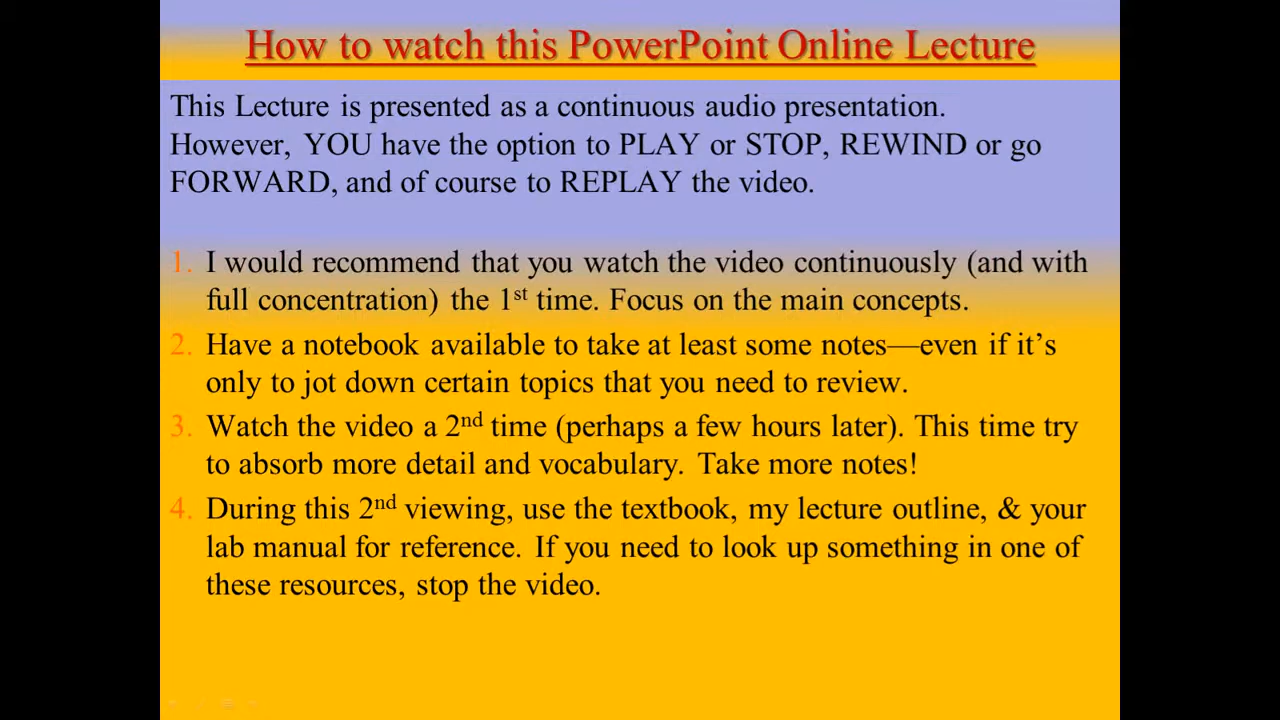 How to watch this PowerPoint Online Lecture
This Lecture is presented as a continuous audio presentation.
However, YOU have the option to PLAY or STOP, REWIND or go
FORWARD, and of course to REPLAY the video.
1. I would recommend that you watch the video continuously (and with
full concentration) the 1st time. Focus on the main concepts.
2. Have a notebook available to take at least some notes—even if it’s
only to jot down certain topics that you need to review.
3. Watch the video a 2nd time (perhaps a few hours later). This time try
to absorb more detail and vocabulary. Take more notes!
4. During this 2nd viewing, use the textbook, my lecture outline, & your
lab manual for reference. If you need to look up something in one of
these resources, stop the video.